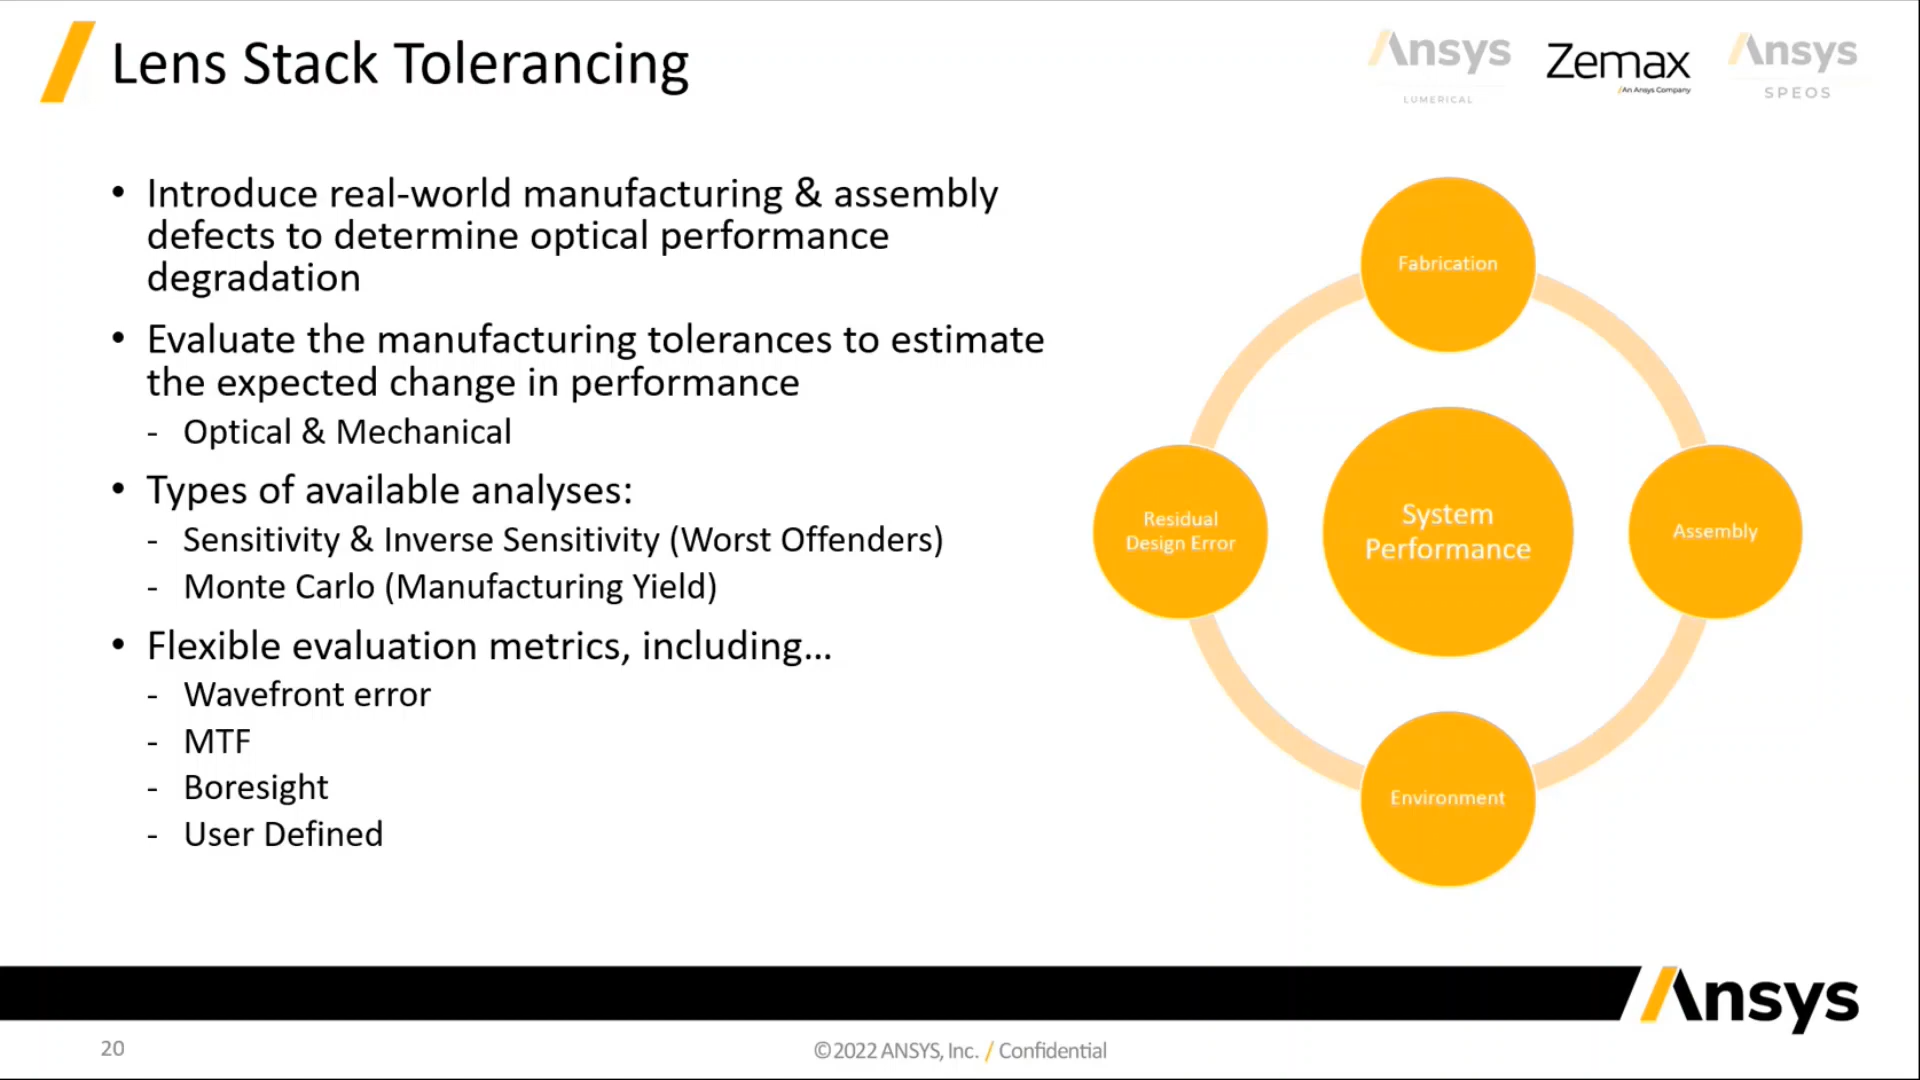 Lens Stack Tolerancing
Ansys
LUMERICAL
Zemax
/An Ansys Company
Ansys
SPEOS
• Introduce real-world manufacturing & assembly
defects to determine optical performance
degradation
• Evaluate the manufacturing tolerances to estimate
the expected change in performance
- Optical & Mechanical
• Types of available analyses:
- Sensitivity & Inverse Sensitivity (Worst Offenders)
- Monte Carlo (Manufacturing Yield)
• Flexible evaluation metrics, including...
- Wavefront error
- MTF
- Boresight
- User Defined
Fabrication
Residual
Design Error
System
Performance
Assembly
Environment
Ansys
20
©2022 ANSYS, Inc. / Confidential